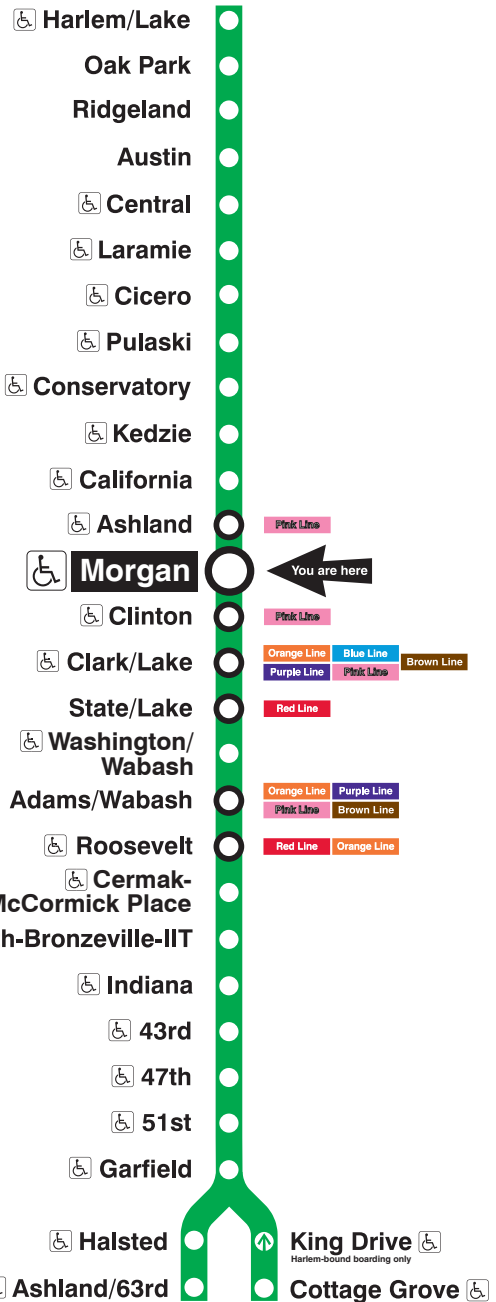 Harlem/Lake
Oak Park
Ridgeland
Austin
Central
Laramie
Cicero
Pulaski
Conservatory
Kedzie
California
Ashland
Pink Line
Morgan
You are here
Clinton
Pink Line
Clark/Lake
Orange Line
Blue Line
Brown Line
Purple Line
Pink Line
State/Lake
Red Line
Washington/
Wabash
Adams/Wabash
Orange Line
Purple Line
Pink Line
Brown Line
Roosevelt
Red Line
Orange Line
Cermak-
McCormick Place
h-Bronzeville-IIT
Indiana
43rd
47th
51st
Garfield
Halsted
King Drive
Harlem-bound boarding only
Ashland/63rd
Cottage Grove